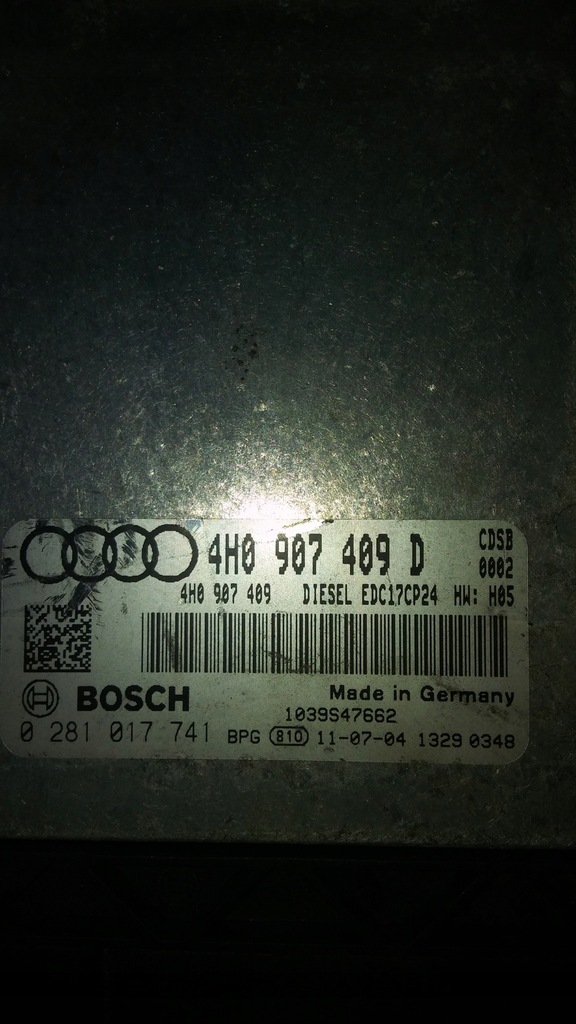 4H0 907 409 D CDSB 0002
4H0 907 409 DIESEL EDC17CP24 HW: H05
BOSCH Made in Germany
1039S47662
0 281 017 741 BPG 810 11-07-04 1329 0348